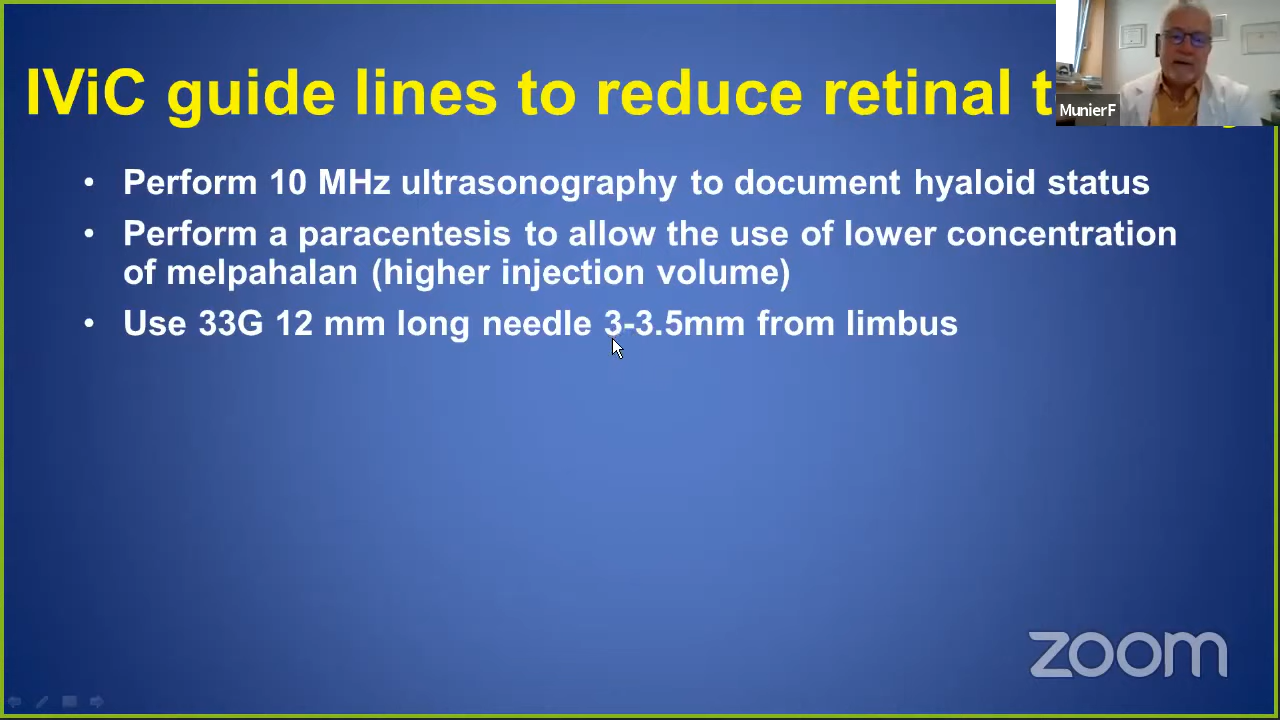 IViC guide lines to reduce retinal
• Perform 10 MHz ultrasonography to document hyaloid status
• Perform a paracentesis to allow the use of lower concentration
of melpahalan (higher injection volume)
• Use 33G 12 mm long needle 3-3.5mm from limbus
MunierF
zoom